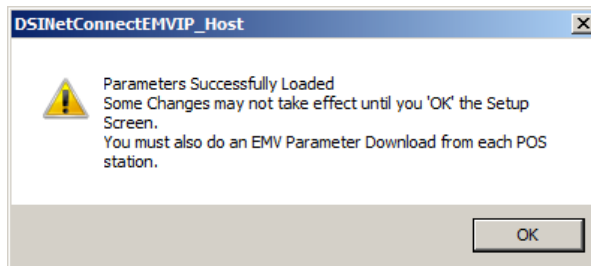 DSINetConnectEMVIP_Host
Parameters Successfully Loaded
Some Changes may not take effect until you 'OK' the Setup
Screen.
You must also do an EMV Parameter Download from each POS
station.
OK